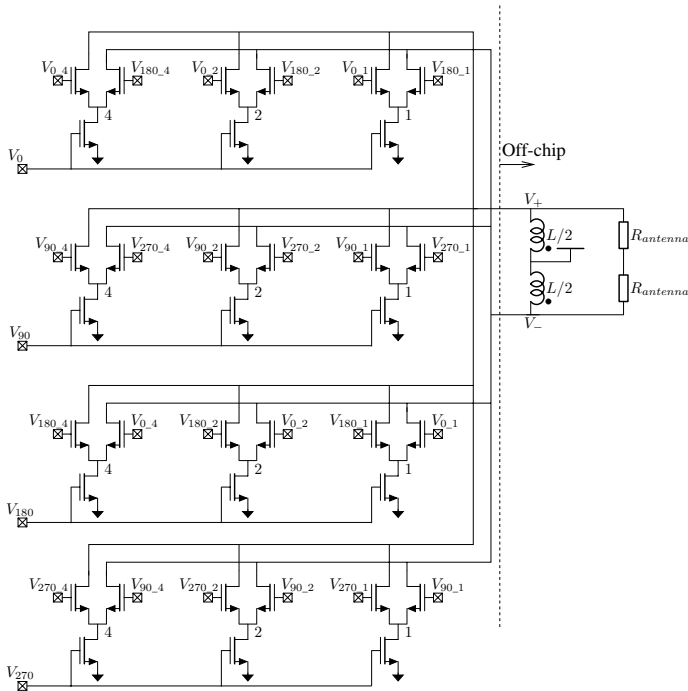 V0_4 V180_4 V0_2 V180_2 V0_1 V180_1
4 2 1
V0
Off-chip
V+
V90_4 V270_4 V90_2 V270_2 V90_1 V270_1
L/2 Rantenna
L/2 Rantenna
4 2 1
V90
V−
V180_4 V0_4 V180_2 V0_2 V180_1 V0_1
4 2 1
V180
V270_4 V90_4 V270_2 V90_2 V270_1 V90_1
4 2 1
V270